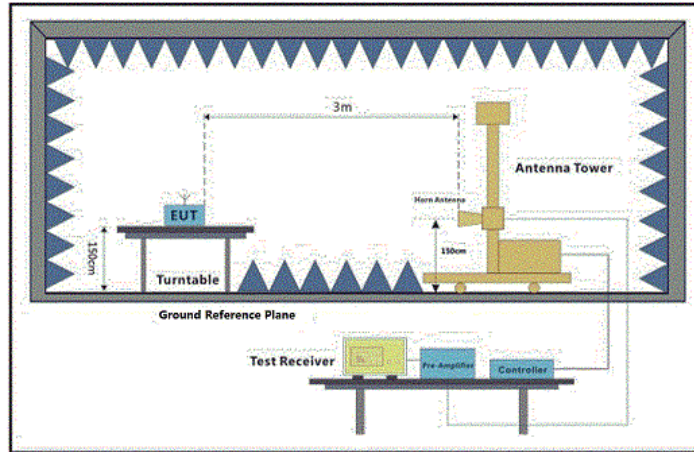 3m
Antenna Tower
Horn Antenna
EUT
150cm
150cm
Turntable
Ground Reference Plane
Test Receiver
Pre-Amplifier
Controller